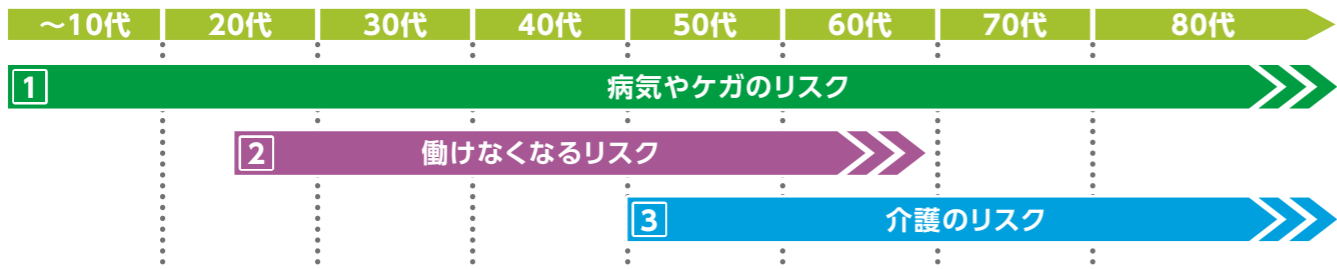 ～10代 20代 30代 40代 50代 60代 70代 80代
1 病気やケガのリスク
2 働けなくなるリスク
3 介護のリスク